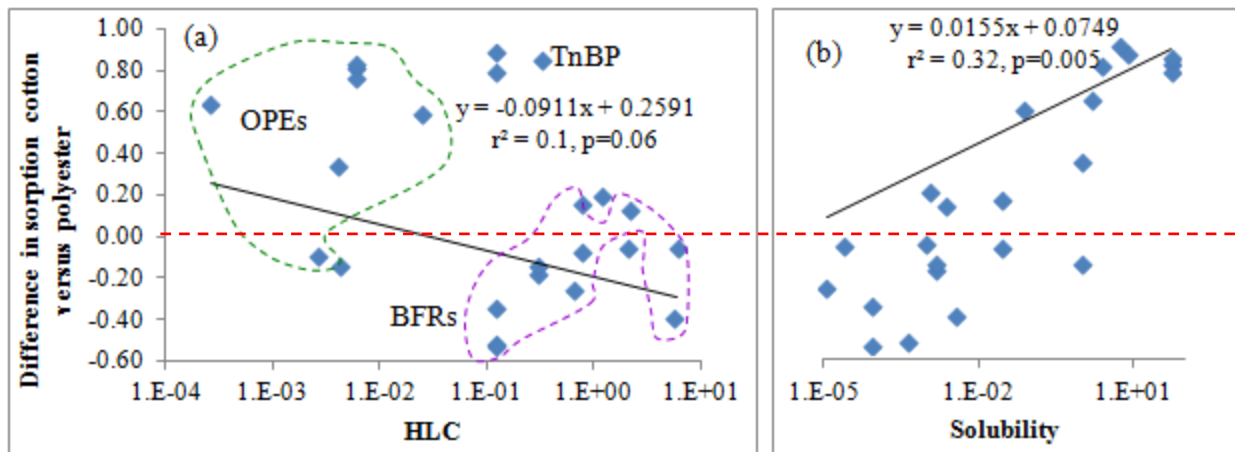 Difference in sorption cotton
versus polyester
1.00
0.80
0.60
0.40
0.20
0.00
-0.20
-0.40
-0.60
(a)
TnBP
OPEs
y = -0.0911x + 0.2591
r² = 0.1, p=0.06
BFRs
1.E-04
1.E-03
1.E-02
1.E-01
1.E+00
1.E+01
HLC
(b)
y = 0.0155x + 0.0749
r² = 0.32, p=0.005
1.E-05
1.E-02
1.E+01
Solubility